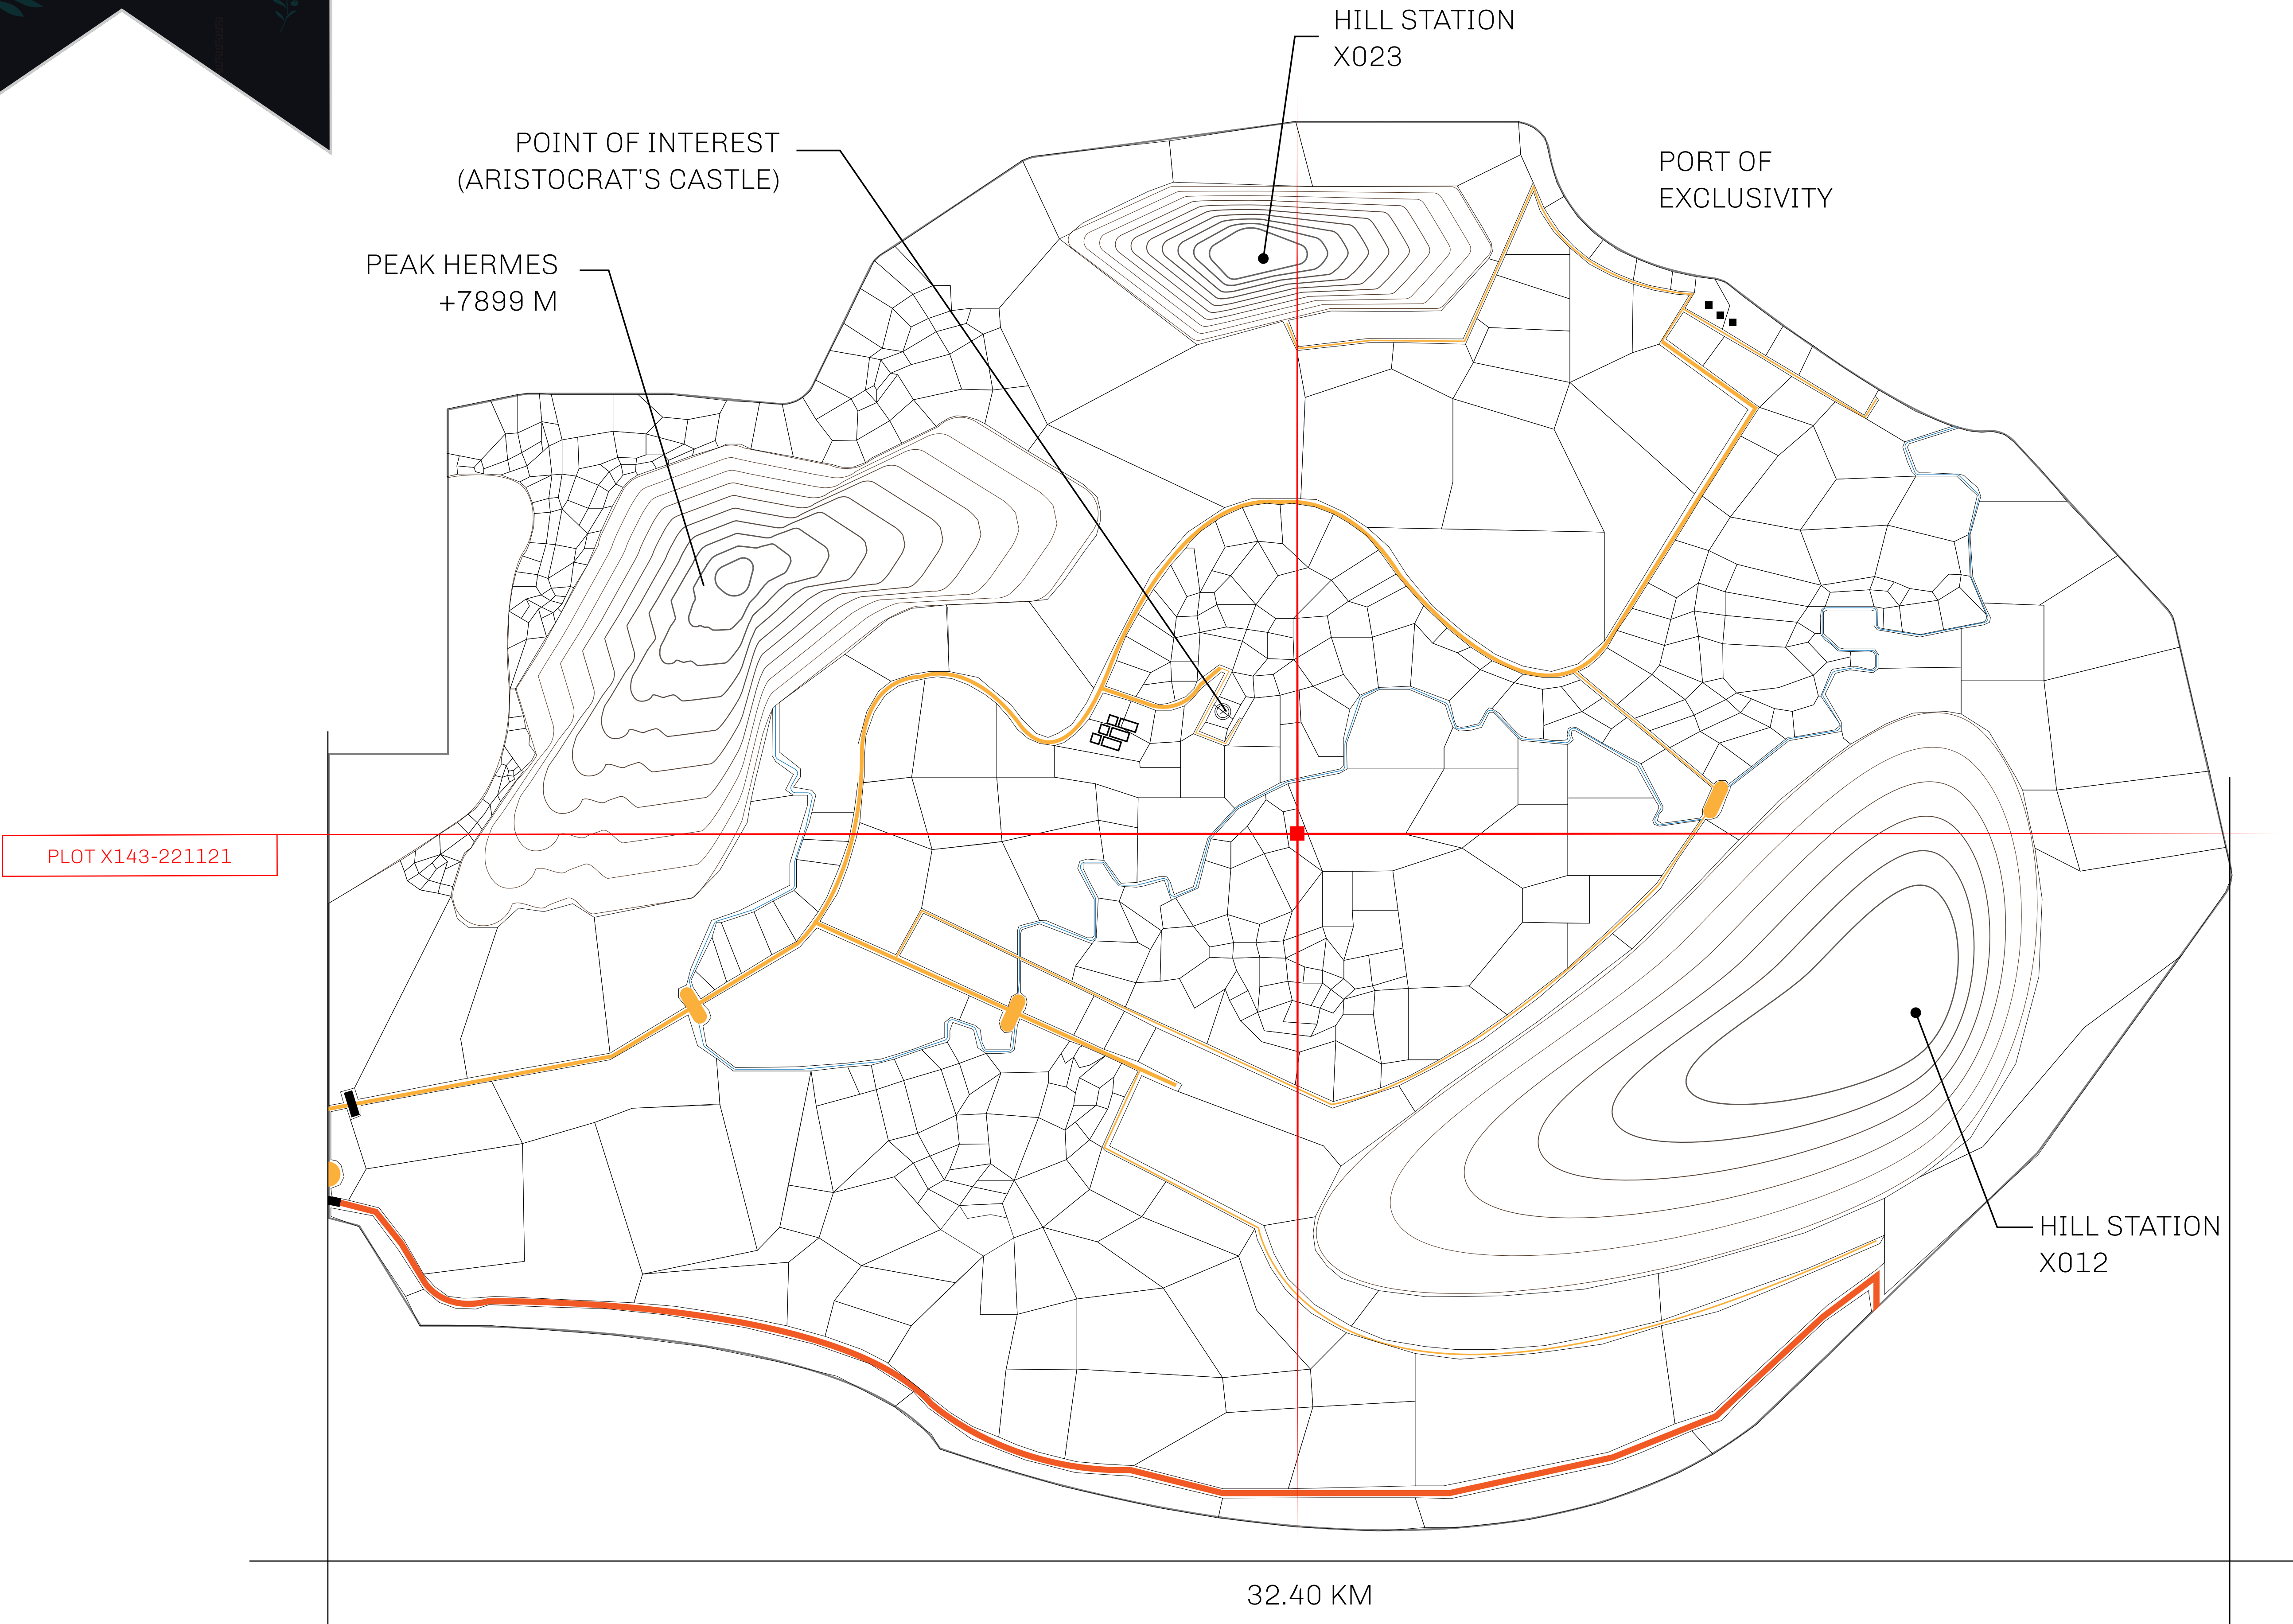 HILL STATION
X023
POINT OF INTEREST
(ARISTOCRAT'S CASTLE)
PORT OF
EXCLUSIVITY
PEAK HERMES
+7899 M
PLOT X143-221121
HILL STATION
X012
32.40 KM